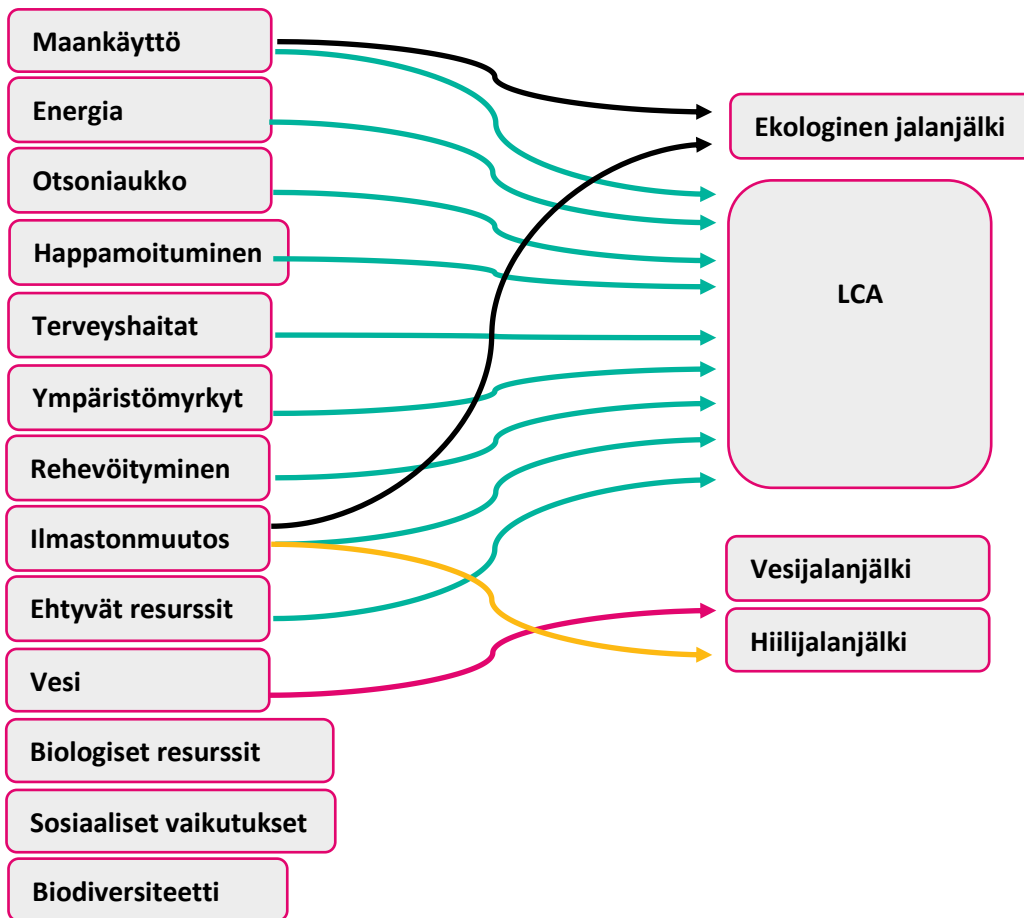 Maankäyttö
Energia
Otsoniaukko
Happamoituminen
Terveyshaitat
Ympäristömyrkyt
Rehevöityminen
Ilmastonmuutos
Ehtyvät resurssit
Vesi
Biologiset resurssit
Sosiaaliset vaikutukset
Biodiversiteetti
Ekologinen jalanjälki
LCA
Vesijalanjälki
Hiilijalanjälki